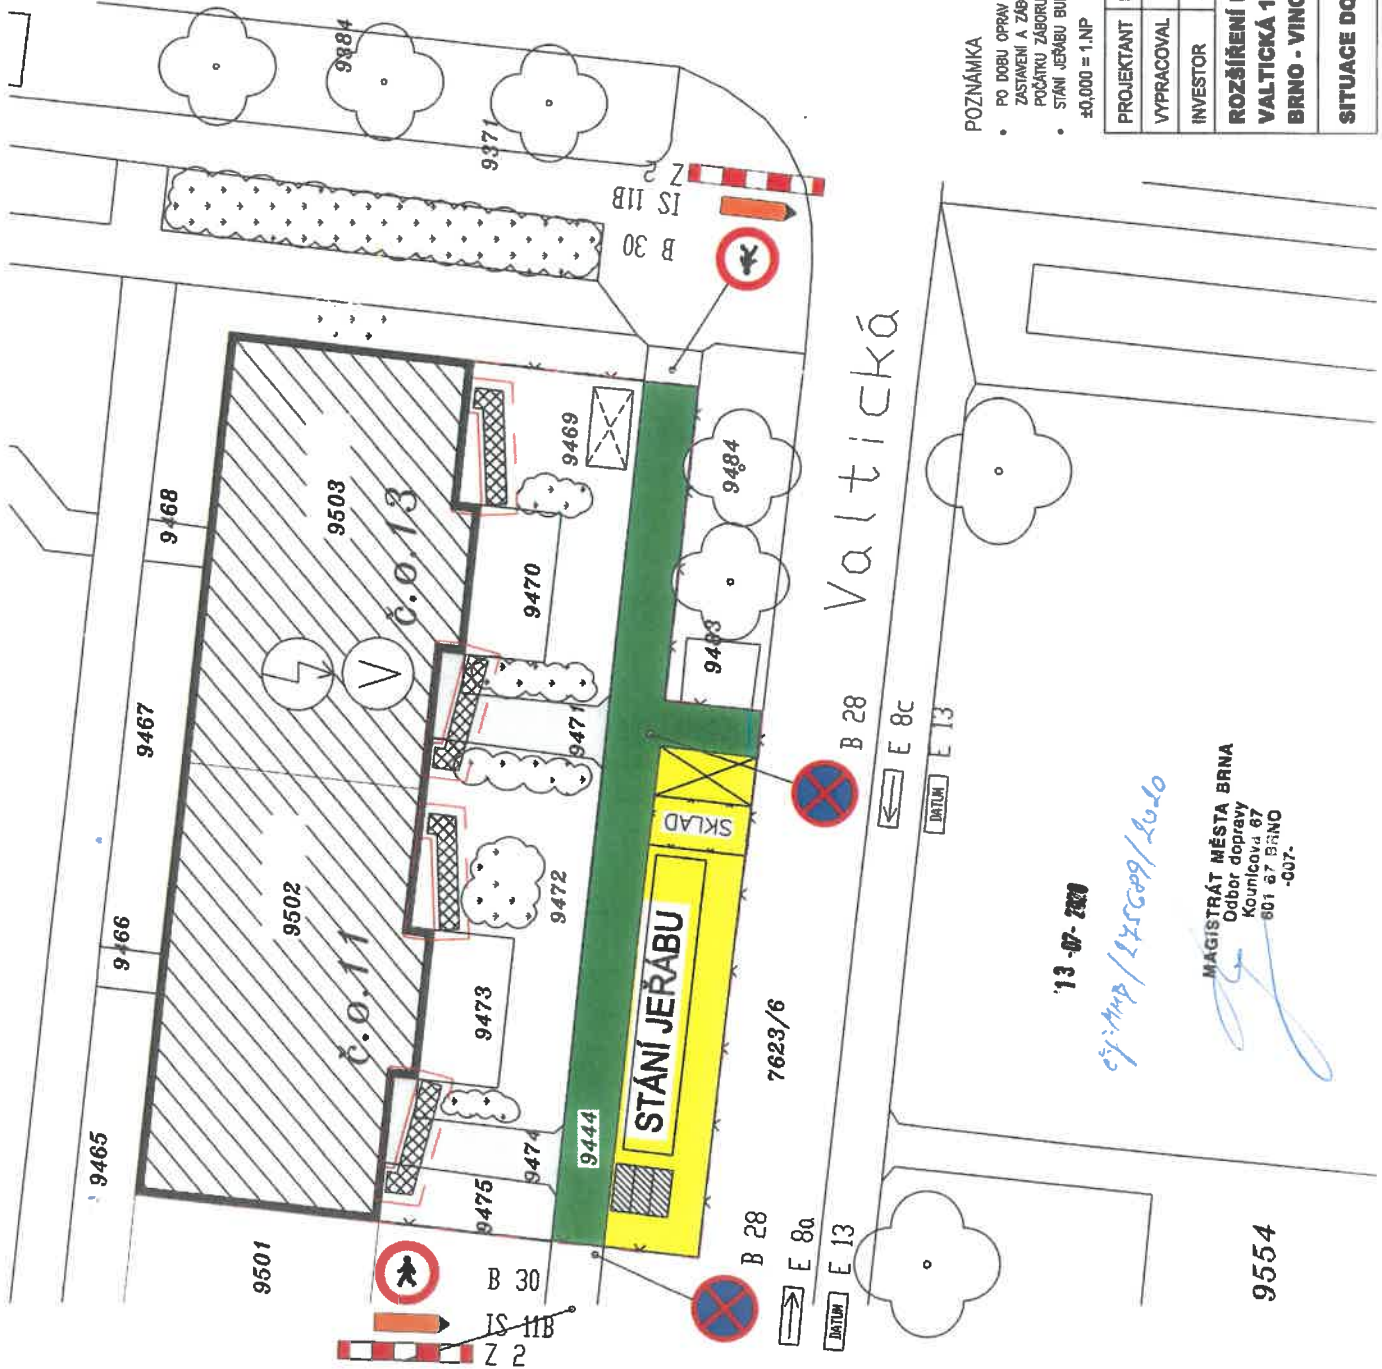 POZNÁMKA
• PO DOBU OPRAV
ZASTAVENÍ A ZÁB
POČÁTKU ZÁBORU
• STÁNÍ JEŘÁBU BU
±0,000 = 1.NP
PROJEKTANT
VYPRACOVAL
INVESTOR
ROZŠÍŘENÍ
VALTICKÁ 1
BRNO - VINO
SITUACE DO
9384
9371
Z 2
IS 11B
B 30
9468
9503
č.o.13
9469
9484
9470
9483
Valtická
9467
9471
B 28
E 8c
E 13
DATUM
SKLAD
9466
9502
č.o.11
9472
9473
STÁNÍ JEŘÁBU
7623/6
9465
9474
9444
9475
9501
B 30
IS 11B
Z 2
B 28
E 8a
E 13
DATUM
9554
V
13 -07- 2020
MAGISTRÁT MĚSTA BRNA
Odbor dopravy
Kounicova 67
601 67 BRNO
-007-